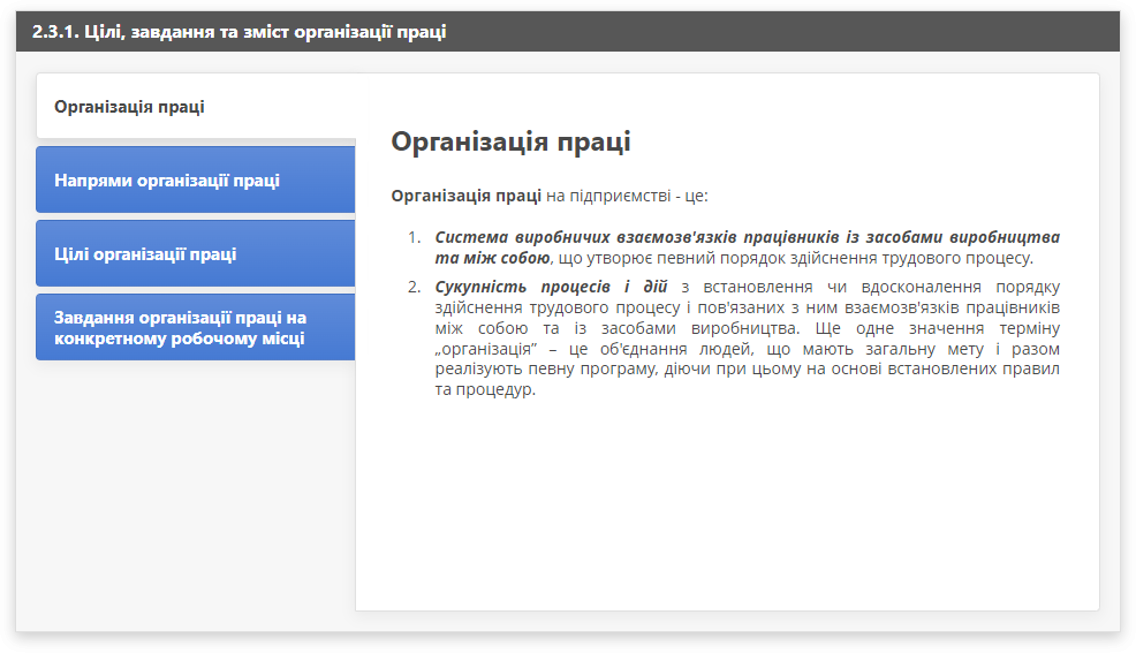 2.3.1. Цілі, завдання та зміст організації праці
Організація праці
Напрями організації праці
Цілі організації праці
Завдання організації праці на
конкретному робочому місці
Організація праці
Організація праці на підприємстві - це:
1. Система виробничих взаємозв'язків працівників із засобами виробництва
та між собою, що утворює певний порядок здійснення трудового процесу.
2. Сукупність процесів і дій з встановлення чи вдосконалення порядку
здійснення трудового процесу і пов'язаних з ним взаємозв'язків працівників
між собою та із засобами виробництва. Ще одне значення терміну
„організація” – це об'єднання людей, що мають загальну мету і разом
реалізують певну програму, діючи при цьому на основі встановлених правил
та процедур.